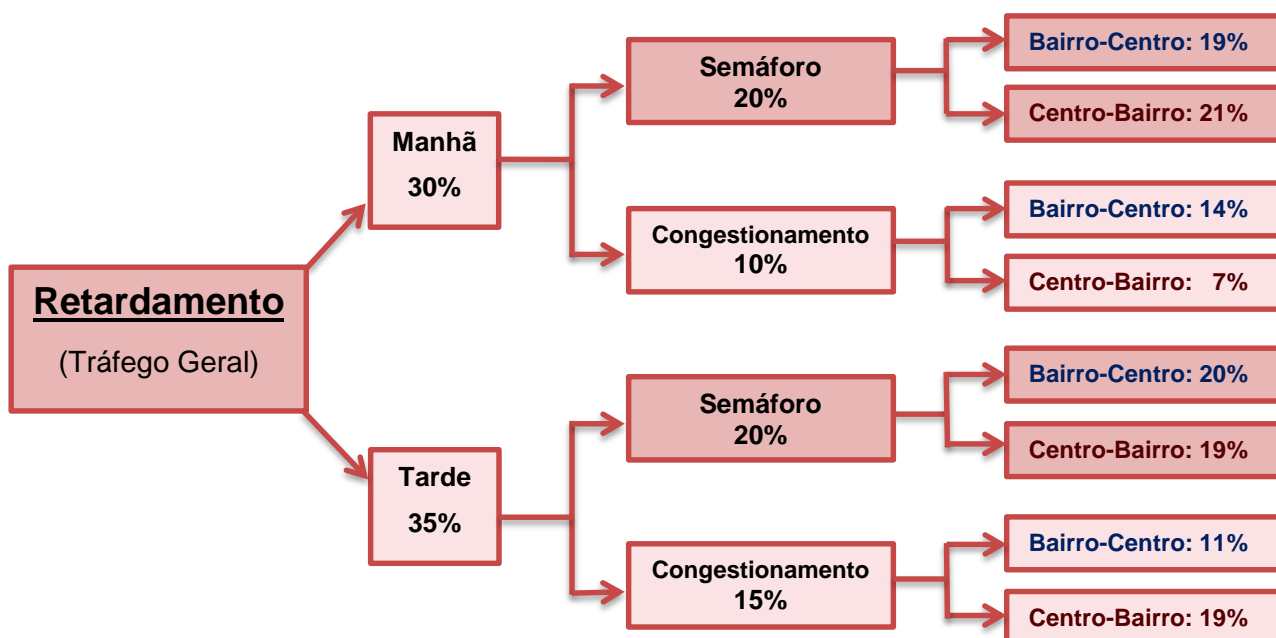 Retardamento
(Tráfego Geral)
Manhã
30%
Semáforo
20%
Bairro-Centro: 19%
Centro-Bairro: 21%
Congestionamento
10%
Bairro-Centro: 14%
Centro-Bairro: 7%
Tarde
35%
Semáforo
20%
Bairro-Centro: 20%
Centro-Bairro: 19%
Congestionamento
15%
Bairro-Centro: 11%
Centro-Bairro: 19%